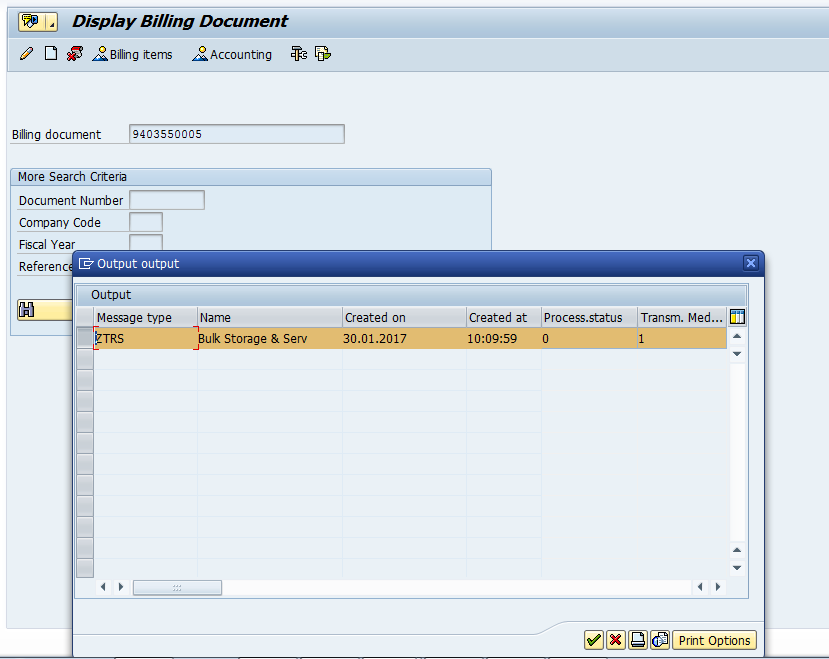 Display Billing Document
Billing items Accounting
Billing document 9403550005
More Search Criteria
Document Number
Company Code
Fiscal Year
Reference
Output output
Output
Message type Name Created on Created at Process.status Transm. Med...
ZTRS Bulk Storage & Serv 30.01.2017 10:09:59 0 1
Print Options